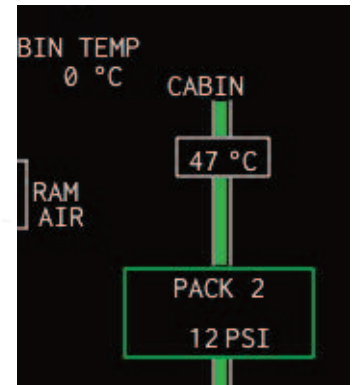 BIN TEMP
0 °C
CABIN
47 °C
RAM
AIR
PACK 2
12 PSI